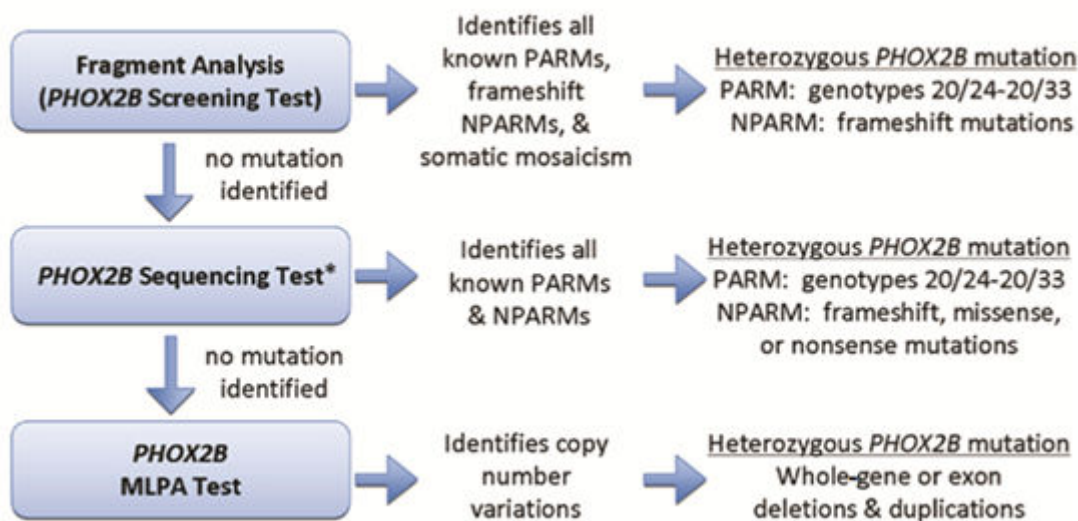 Fragment Analysis
(PHOX2B Screening Test)
Identifies all
known PARMs,
frameshift
NPARMs, &
somatic mosaicism
Heterozygous PHOX2B mutation
PARM: genotypes 20/24-20/33
NPARM: frameshift mutations
no mutation
identified
PHOX2B Sequencing Test*
Identifies all
known PARMs
& NPARMs
Heterozygous PHOX2B mutation
PARM: genotypes 20/24-20/33
NPARM: frameshift, missense,
or nonsense mutations
no mutation
identified
PHOX2B
MLPA Test
Identifies copy
number
variations
Heterozygous PHOX2B mutation
Whole-gene or exon
deletions & duplications